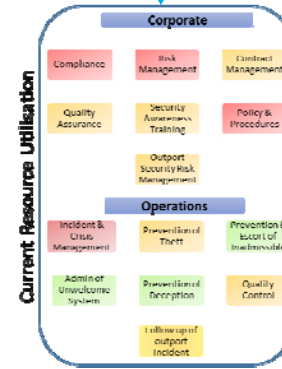 Current Resource Utilisation
Corporate
Compliance
Risk
Management
Contract
Management
Quality
Assurance
Security
Awareness
Training
Policy &
Procedures
Outport
Security Risk
Management
Operations
Incident &
Crisis
Management
Prevention of
Theft
Prevention &
Escort of
Inadmissible
Admin of
Unwelcome
System
Prevention of
Deception
Quality
Control
Follow up of
outport
Incident